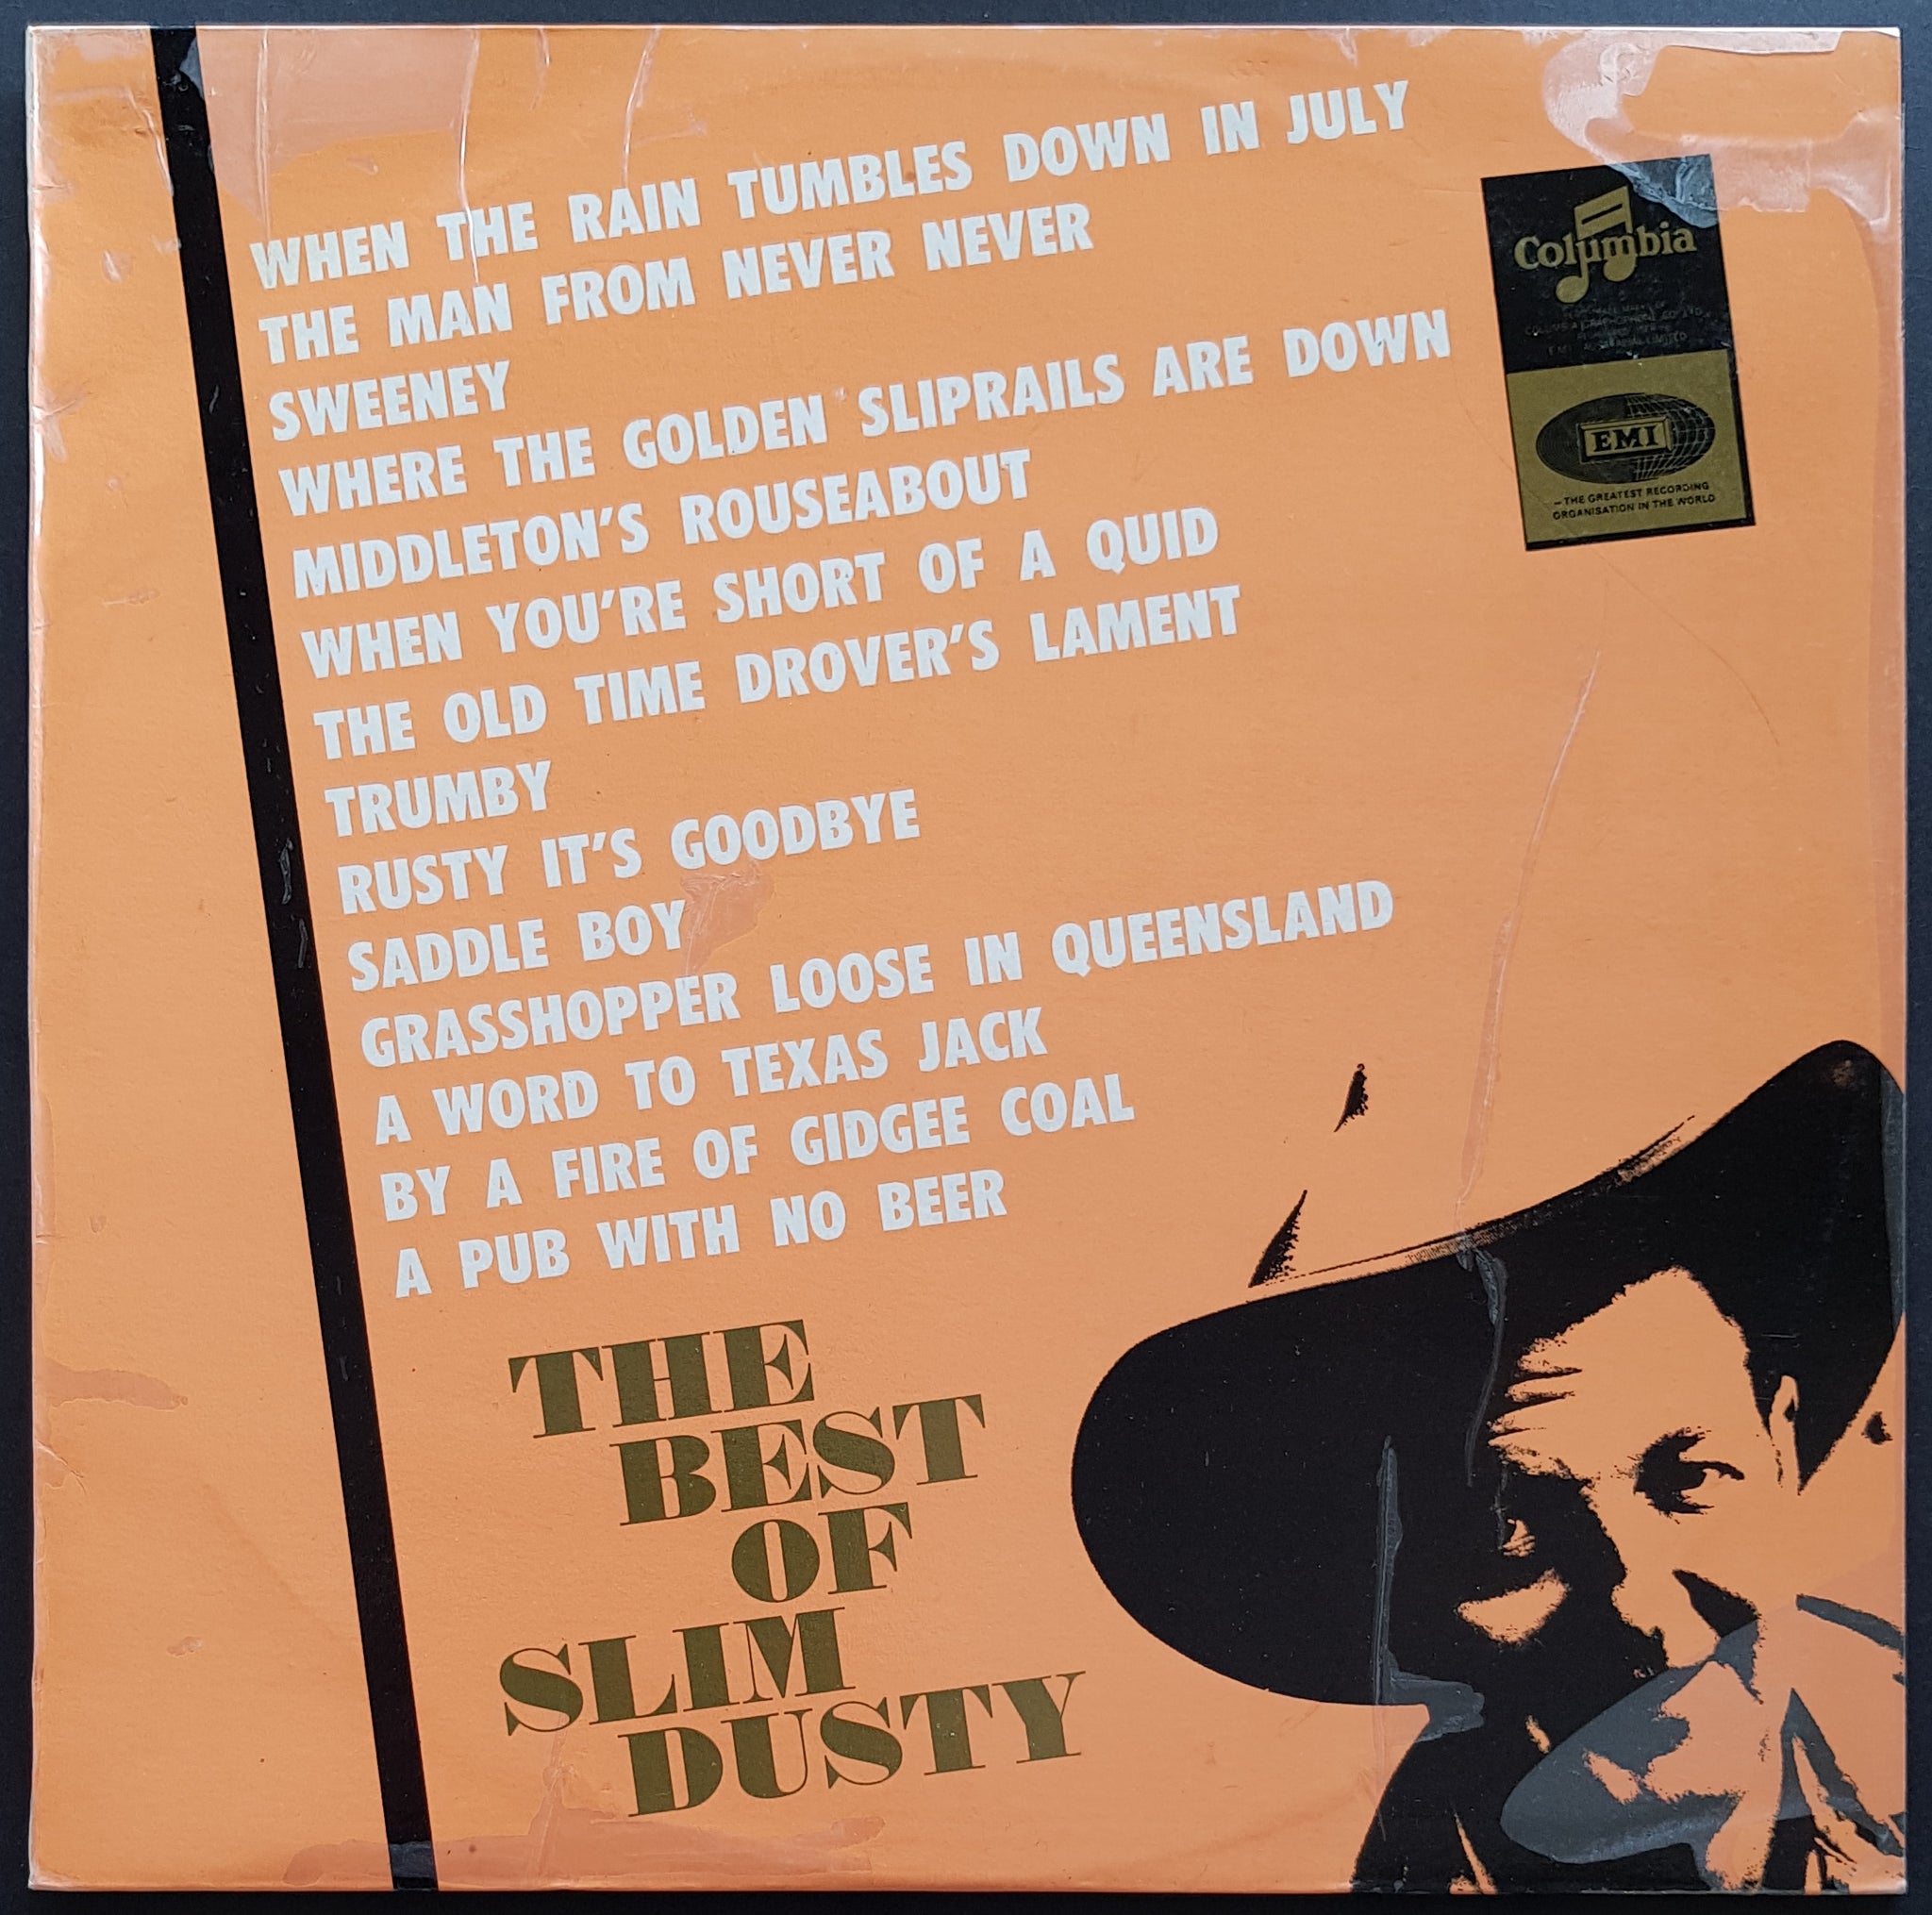 WHEN THE RAIN TUMBLES DOWN IN JULY
THE MAN FROM NEVER NEVER
SWEENEY
WHERE THE GOLDEN SLIPRAILS ARE DOWN
MIDDLETON'S ROUSEABOUT
WHEN YOU'RE SHORT OF A QUID
THE OLD TIME DROVER'S LAMENT
TRUMBY
RUSTY IT'S GOODBYE
SADDLE BOY
GRASSHOPPER LOOSE IN QUEENSLAND
A WORD TO TEXAS JACK
BY A FIRE OF GIDGEE COAL
A PUB WITH NO BEER
THE
BEST
OF
SLIM
DUSTY
Columbia
LIMITED
EMI
—THE GREATEST RECORDING
ORGANISATION IN THE WORLD